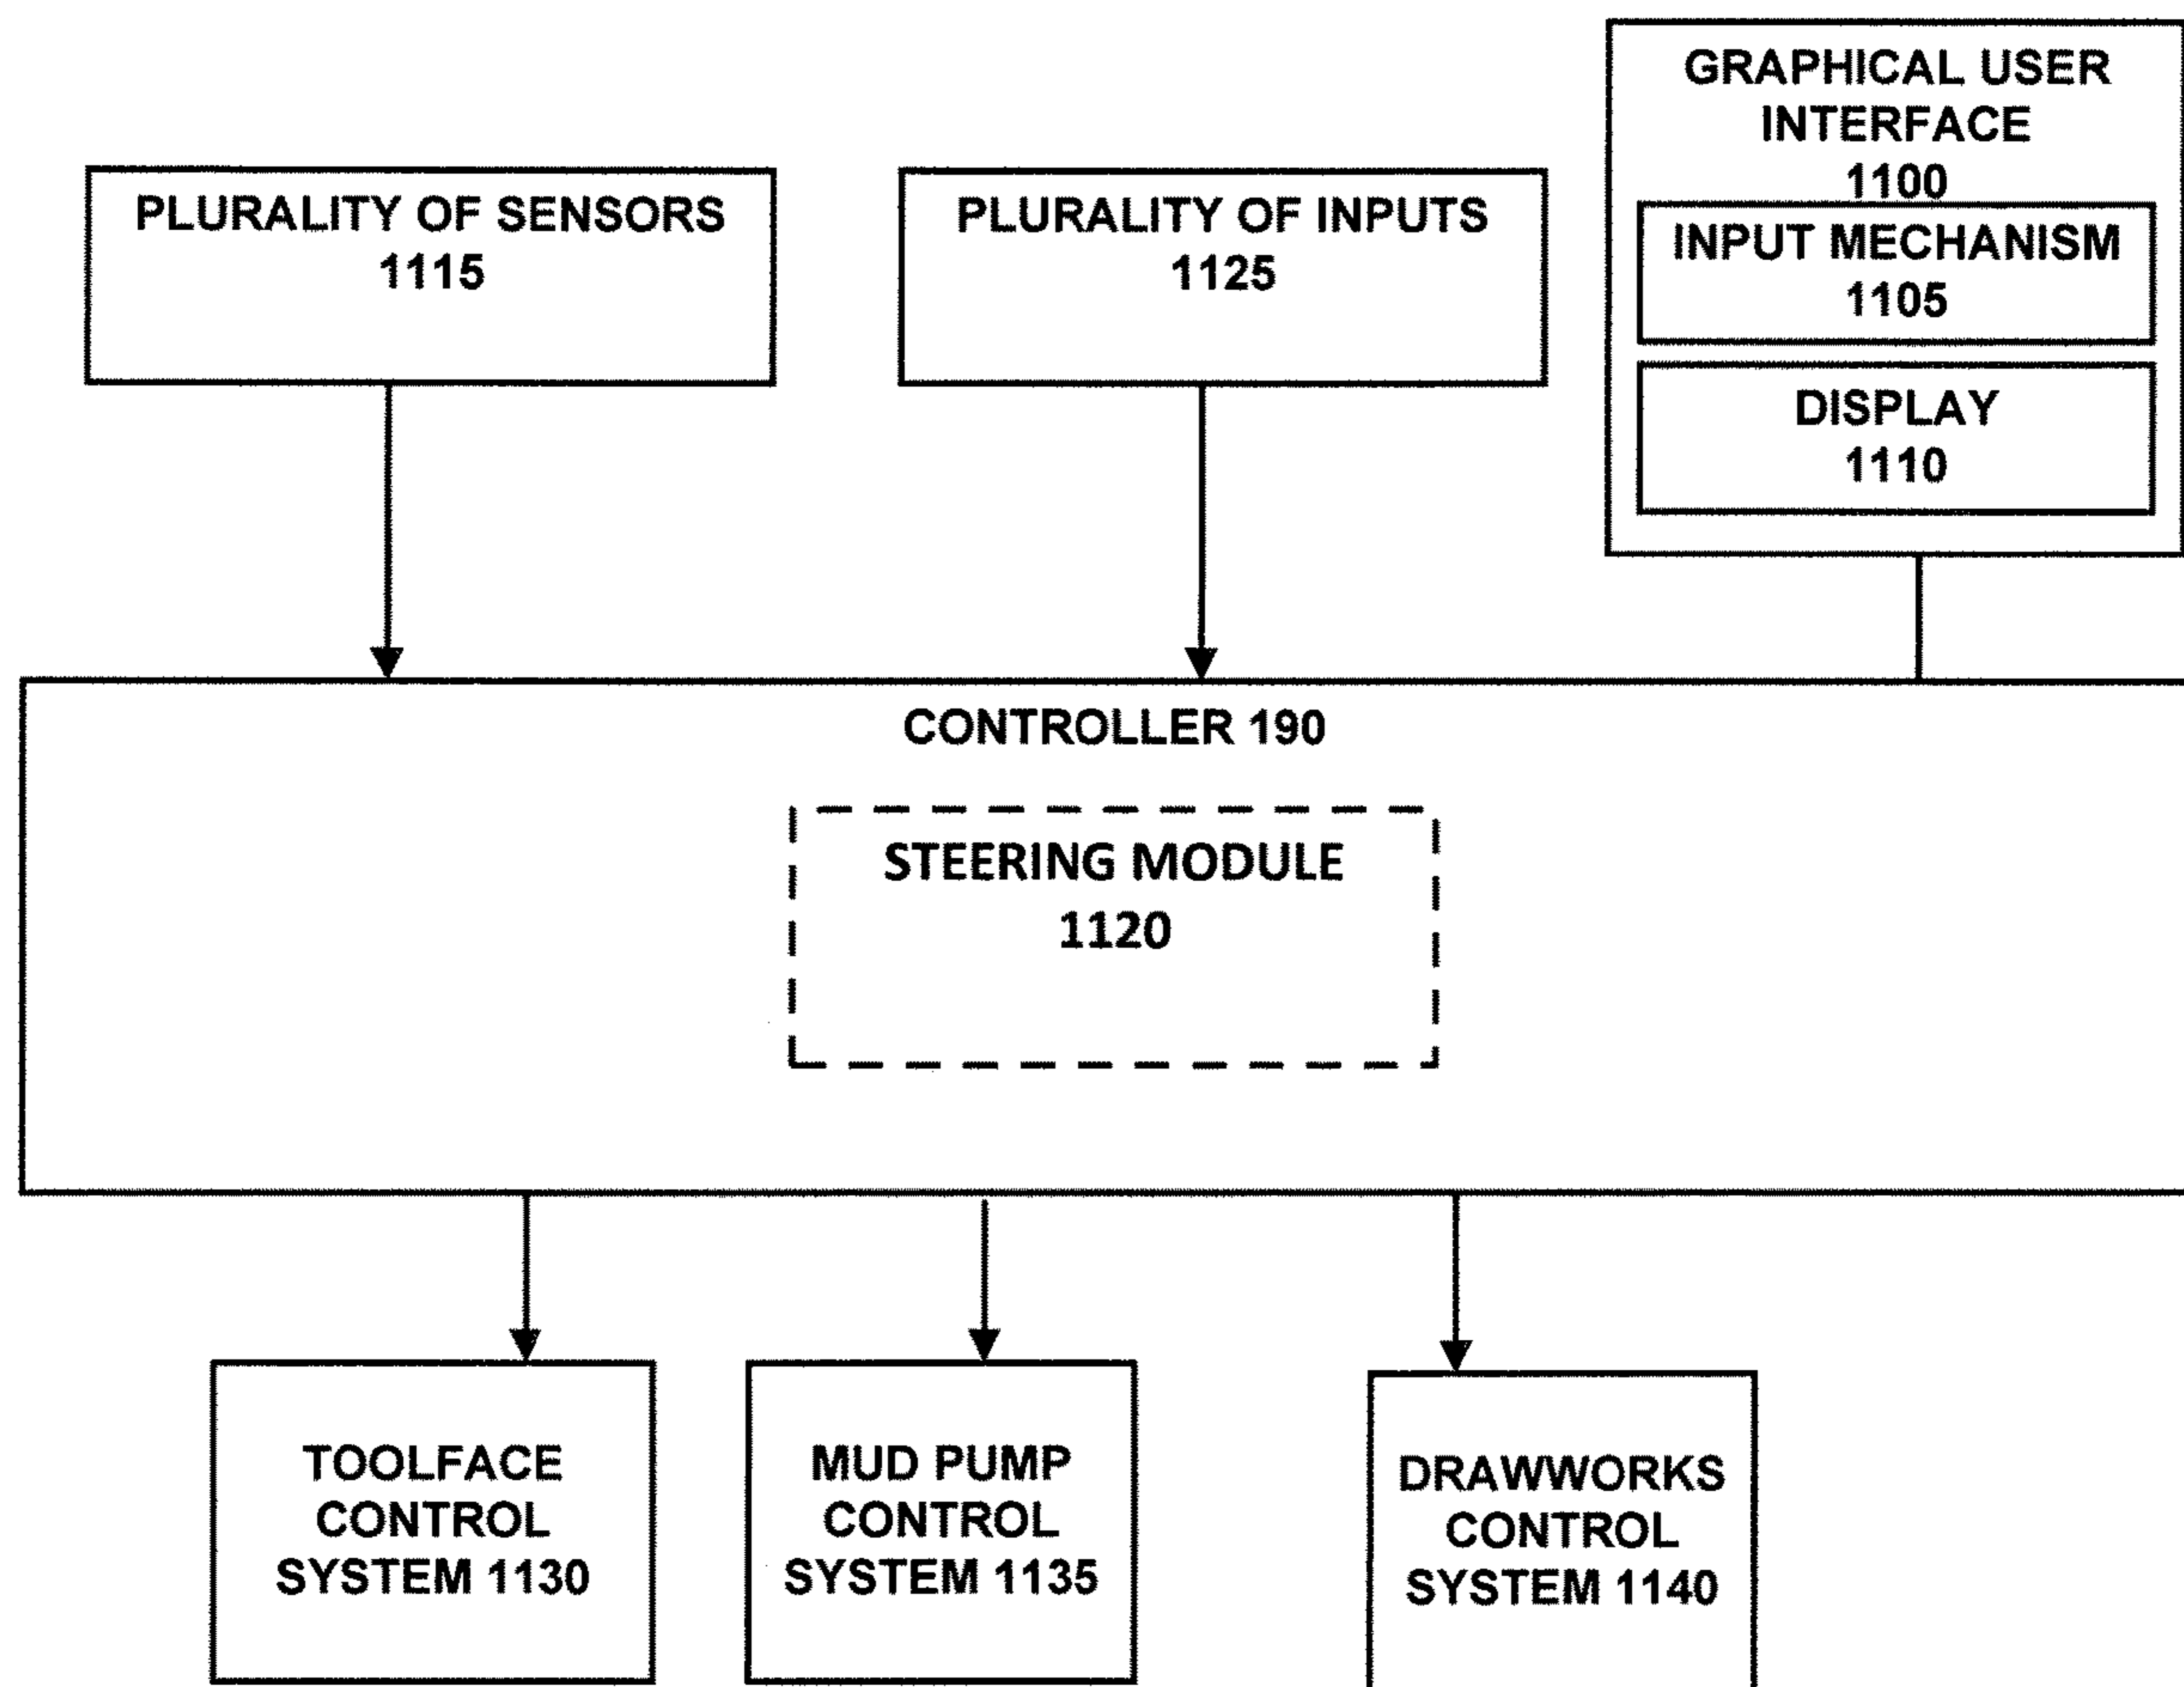 PLURALITY OF SENSORS
1115
PLURALITY OF INPUTS
1125
GRAPHICAL USER
INTERFACE
1100
INPUT MECHANISM
1105
DISPLAY
1110
CONTROLLER 190
STEERING MODULE
1120
TOOLFACE
CONTROL
SYSTEM 1130
MUD PUMP
CONTROL
SYSTEM 1135
DRAWWORKS
CONTROL
SYSTEM 1140